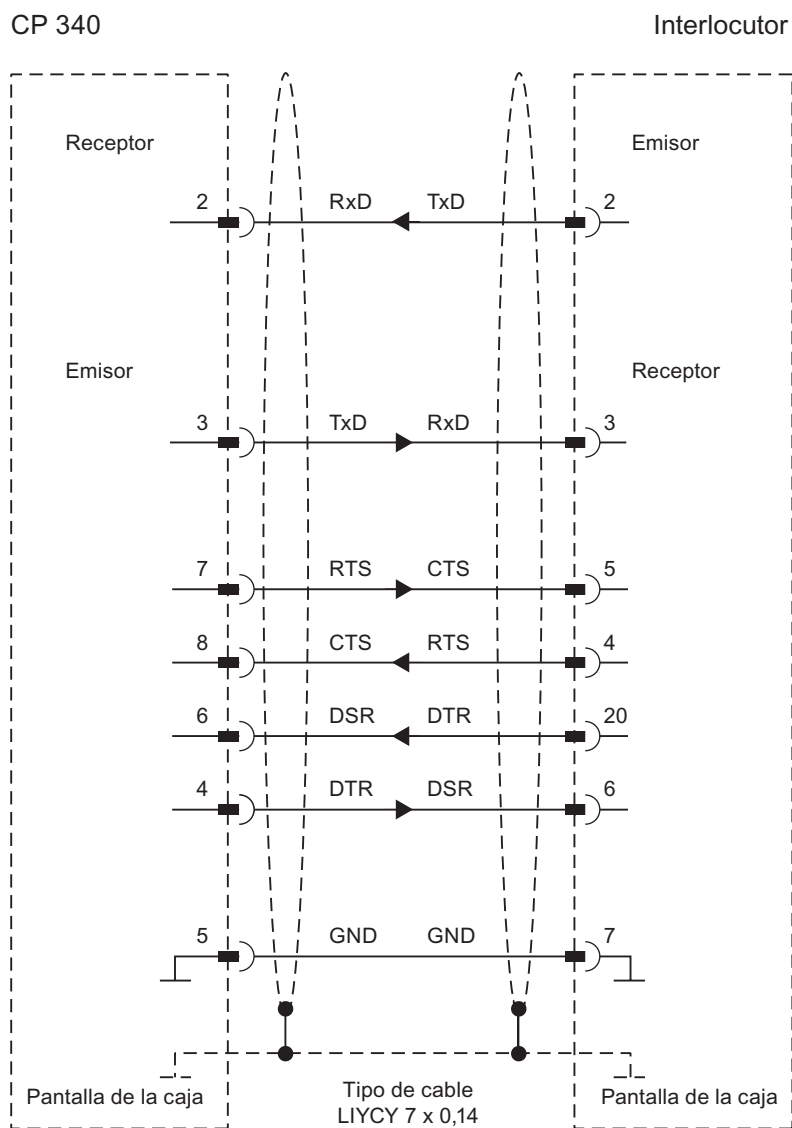 CP 340
Interlocutor
Receptor
Emisor
2 RxD TxD 2
Emisor
Receptor
3 TxD RxD 3
7 RTS CTS 5
8 CTS RTS 4
6 DSR DTR 20
4 DTR DSR 6
5 GND GND 7
Pantalla de la caja
Tipo de cable
LIYCY 7 x 0,14
Pantalla de la caja